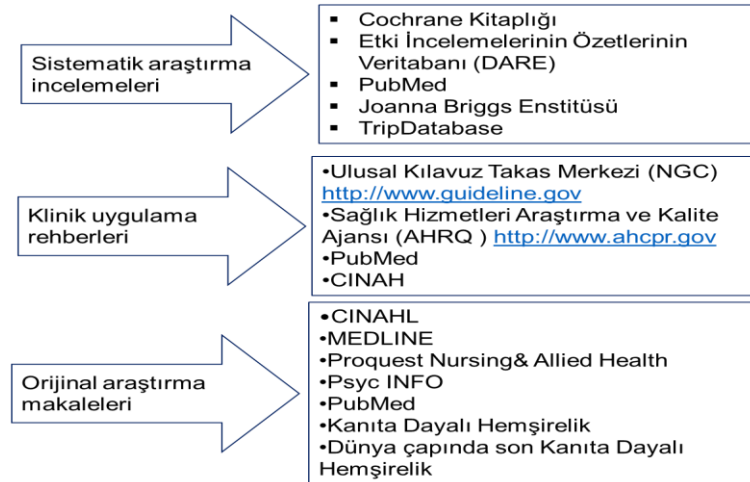 Sistematik araştırma
incelemeleri
▪ Cochrane Kitaplığı
▪ Etki İncelemelerinin Özetlerinin
Veritabanı (DARE)
▪ PubMed
▪ Joanna Briggs Enstitüsü
▪ TripDatabase
Klinik uygulama
rehberleri
•Ulusal Kılavuz Takas Merkezi (NGC)
http://www.guideline.gov
•Sağlık Hizmetleri Araştırma ve Kalite
Ajansı (AHRQ ) http://www.ahcpr.gov
•PubMed
•CINAH
Orijinal araştırma
makaleleri
•CINAHL
•MEDLINE
•Proquest Nursing& Allied Health
•Psyc INFO
•PubMed
•Kanıta Dayalı Hemşirelik
•Dünya çapında son Kanıta Dayalı
Hemşirelik